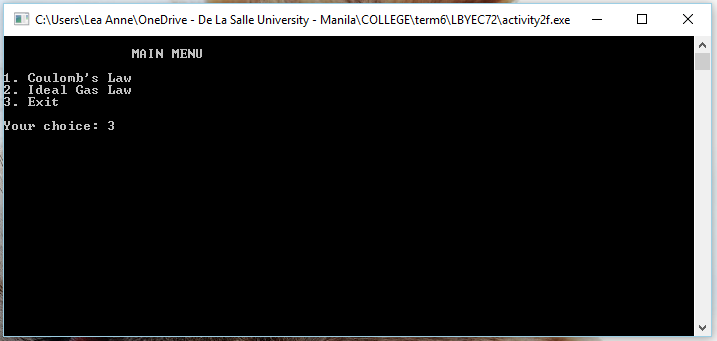 C:\Users\Lea Anne\OneDrive - De La Salle University - Manila\COLLEGE\term6\LBYEC72\activity2f.exe
MAIN MENU
1. Coulomb's Law
2. Ideal Gas Law
3. Exit
Your choice: 3